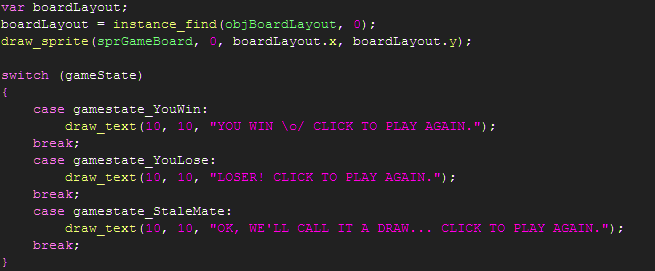 var boardLayout;
boardLayout = instance_find(objBoardLayout, 0);
draw_sprite(sprGameBoard, 0, boardLayout.x, boardLayout.y);
switch (gameState)
{
case gamestate_YouWin:
draw_text(10, 10, "YOU WIN \o/ CLICK TO PLAY AGAIN.");
break;
case gamestate_YouLose:
draw_text(10, 10, "LOSER! CLICK TO PLAY AGAIN.");
break;
case gamestate_StaleMate:
draw_text(10, 10, "OK, WE'LL CALL IT A DRAW... CLICK TO PLAY AGAIN.");
break;
}